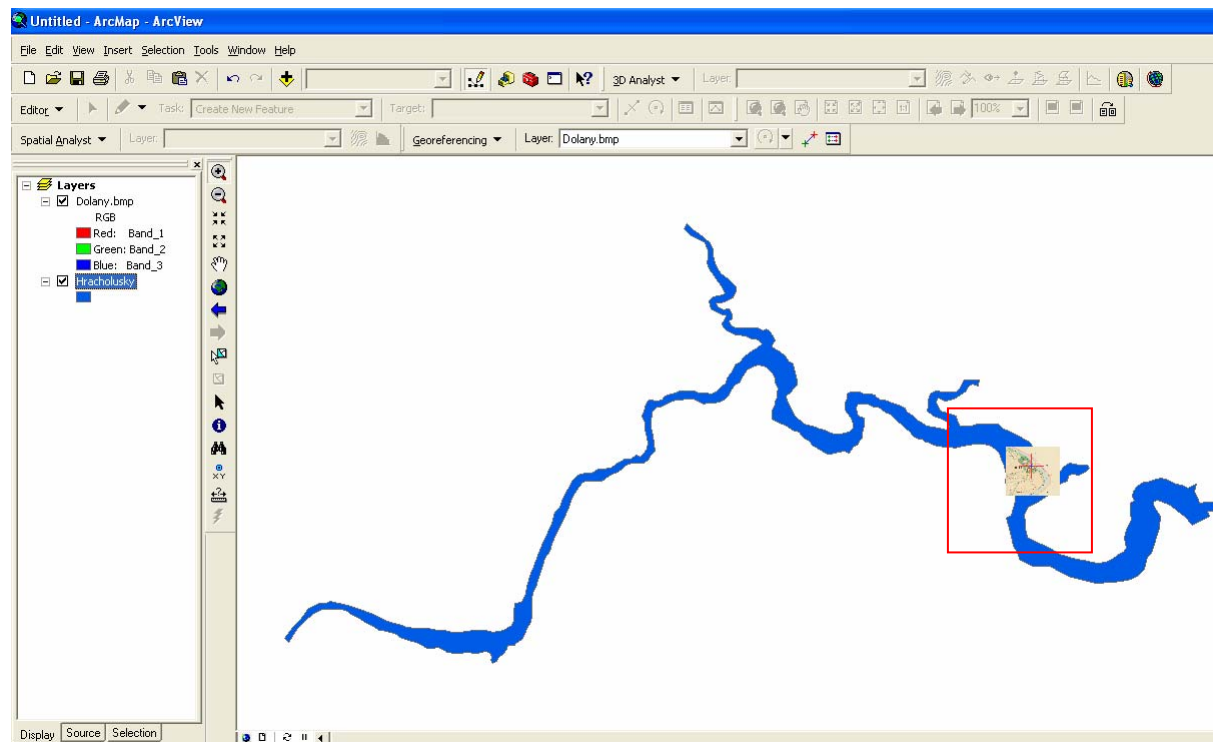 Untitled - ArcMap - ArcView
File Edit View Insert Selection Tools Window Help
3D Analyst Layer:
Editor Task: Create New Feature Target: 100%
Spatial Analyst Layer: Georeferencing Layer: Dolany.bmp
Layers
Dolany.bmp
RGB
Red: Band_1
Green: Band_2
Blue: Band_3
Hracholusky
XY
Display Source Selection